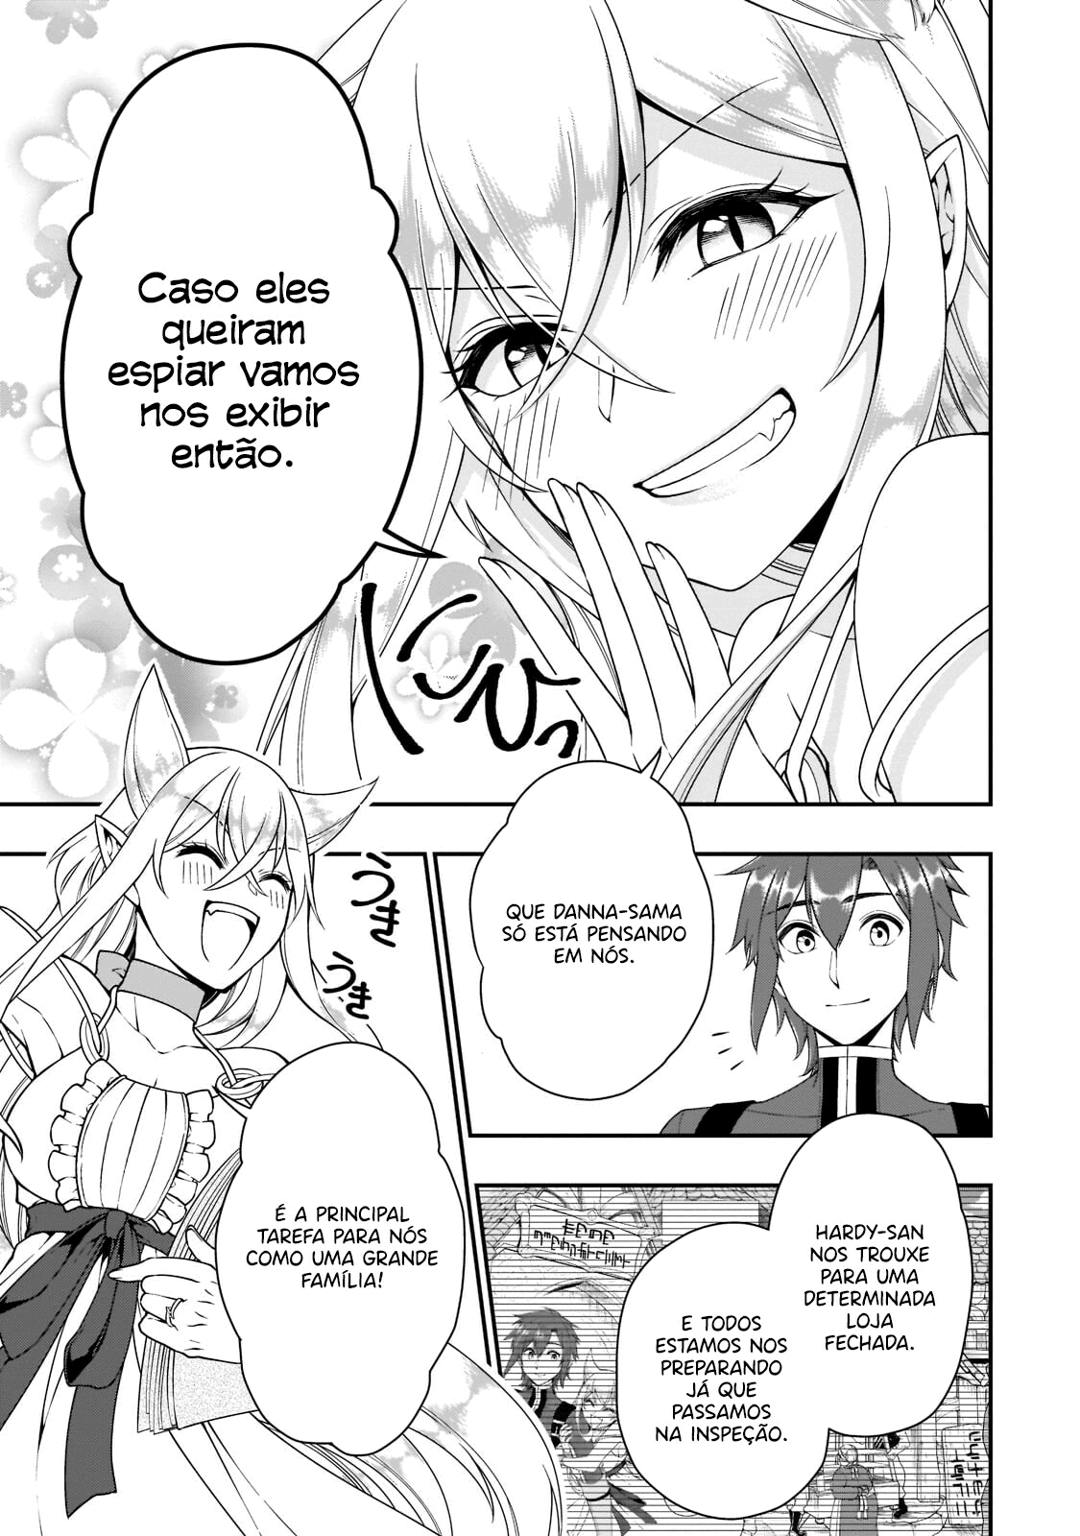 Caso eles
queiram
espiar vamos
nos exibir
então.
にひっ
QUE DANNA-SAMA
SÓ ESTÁ PENSANDO
EM NÓS.
うき
うき
É A PRINCIPAL
TAREFA PARA NÓS
COMO UMA GRANDE
FAMÍLIA!
HARDY-SAN
NOS TROUXE
PARA UMA
DETERMINADA
LOJA
FECHADA.
E TODOS
ESTAMOS NOS
PREPARANDO
JÁ QUE
PASSAMOS
NA INSPEÇÃO.